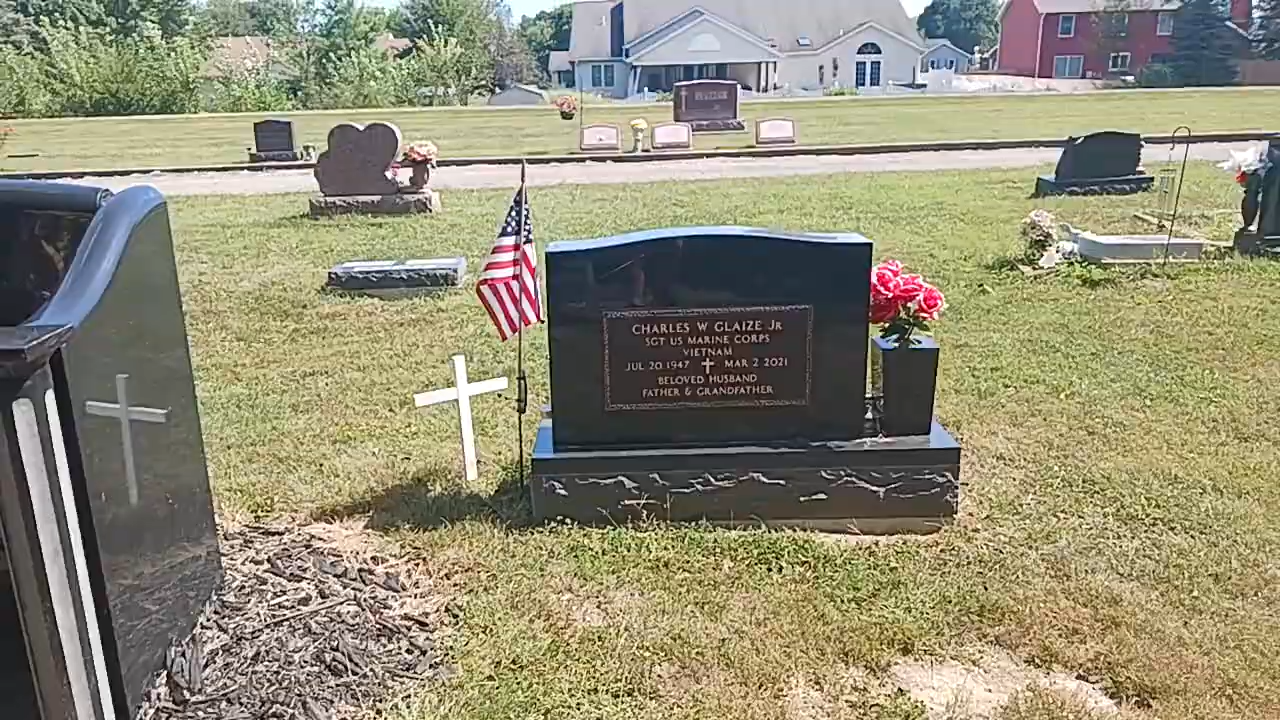 CHARLES W GLAIZE JR
SGT US MARINE CORPS
VIETNAM
JUL 20 1947 MAR 2 2021
BELOVED HUSBAND
FATHER & GRANDFATHER